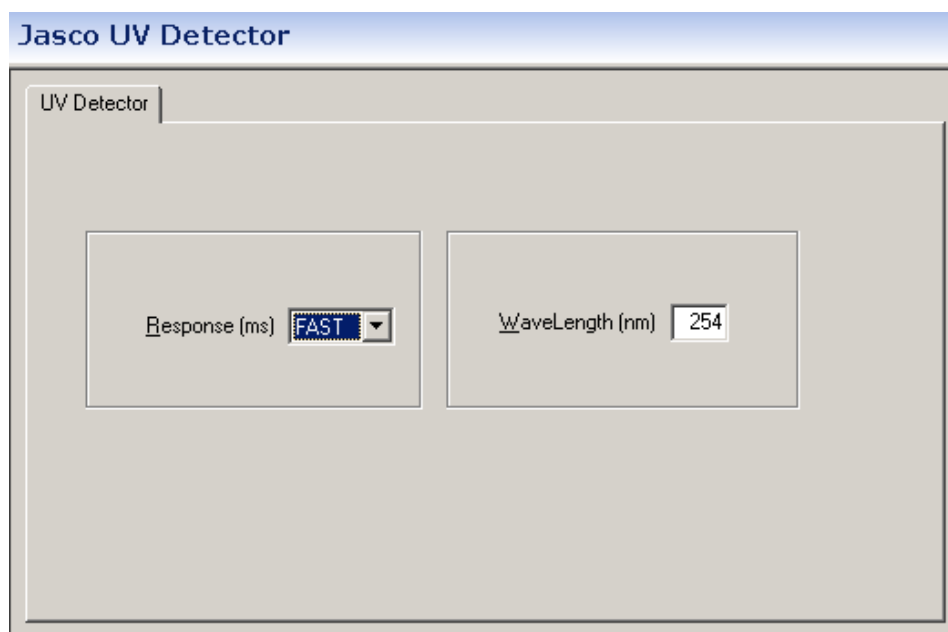 Jasco UV Detector
UV Detector
Response (ms) FAST
WaveLength (nm) 254